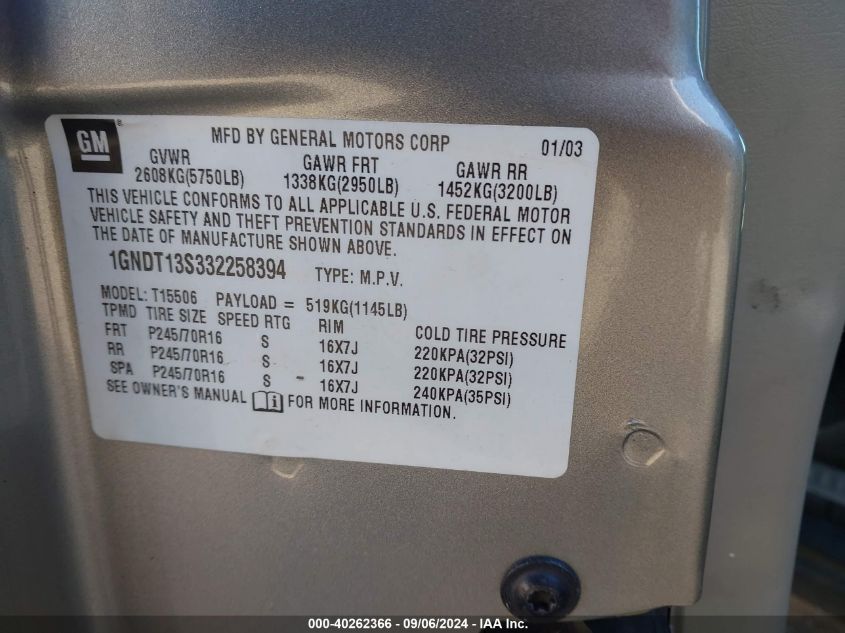 GM
MFD BY GENERAL MOTORS CORP 01/03
GVWR GAWR FRT GAWR RR
2608KG(5750LB) 1338KG(2950LB) 1452KG(3200LB)
THIS VEHICLE CONFORMS TO ALL APPLICABLE U.S. FEDERAL MOTOR
VEHICLE SAFETY AND THEFT PREVENTION STANDARDS IN EFFECT ON
THE DATE OF MANUFACTURE SHOWN ABOVE.
1GNDT13S332258394 TYPE: M.P.V.
MODEL: T15506 PAYLOAD = 519KG(1145LB)
TPMD TIRE SIZE SPEED RTG RIM COLD TIRE PRESSURE
FRT P245/70R16 S 16X7J 220KPA(32PSI)
RR P245/70R16 S 16X7J 220KPA(32PSI)
SPA P245/70R16 S - 16X7J 240KPA(35PSI)
SEE OWNER'S MANUAL FOR MORE INFORMATION.
000-40262366 - 09/06/2024 - IAA Inc.